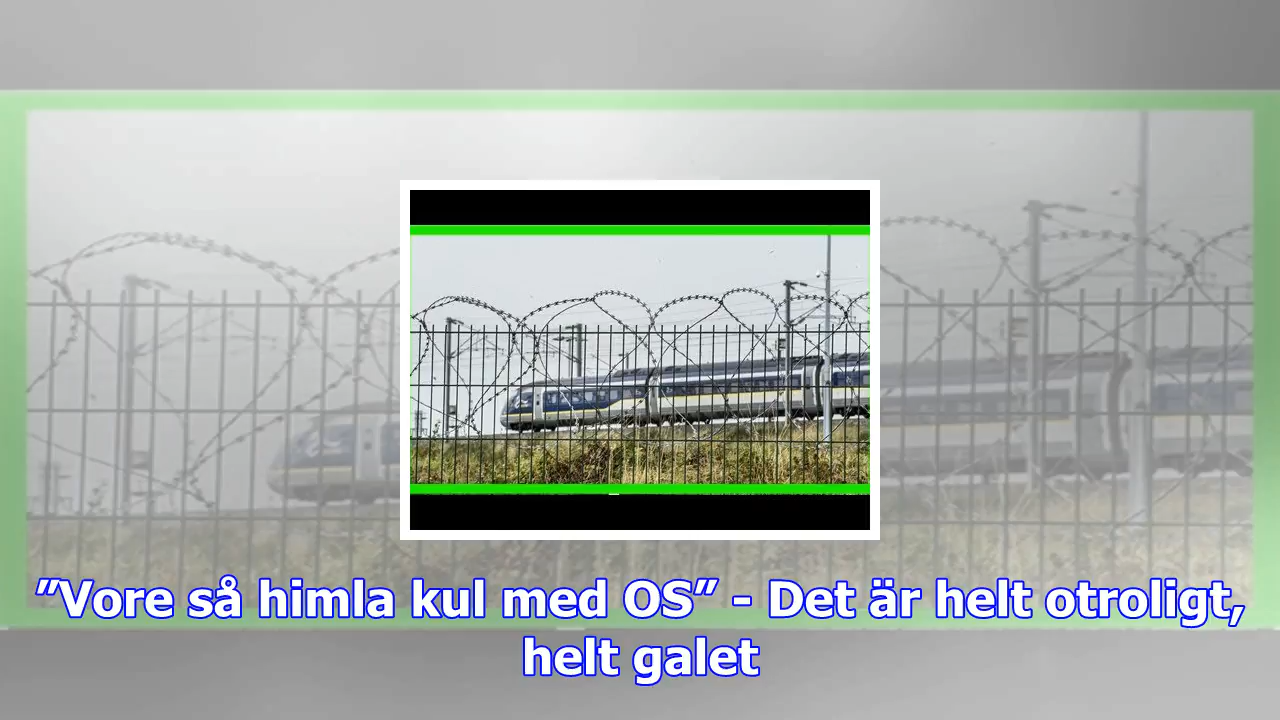 ”Vore så himla kul med OS” - Det är helt otroligt,
helt galet